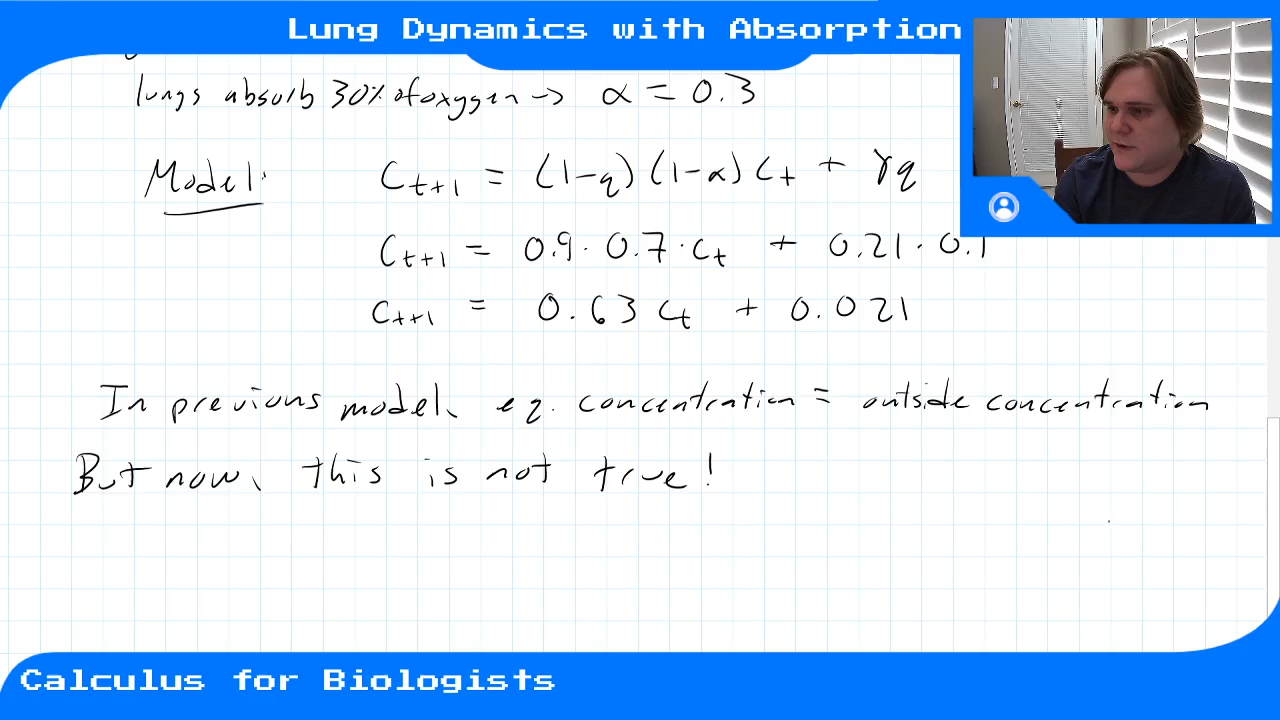 Lung Dynamics with Absorption
lungs absorb 30% of oxygen → α = 0.3
Model: C_{t+1} = (1-q)(1-α)C_t + γq
C_{t+1} = 0.9 · 0.7 · C_t + 0.21 · 0.1
C_{t+1} = 0.63 C_t + 0.021
In previous model, eq. concentration = outside concentration
But now, this is not true!
Calculus for Biologists